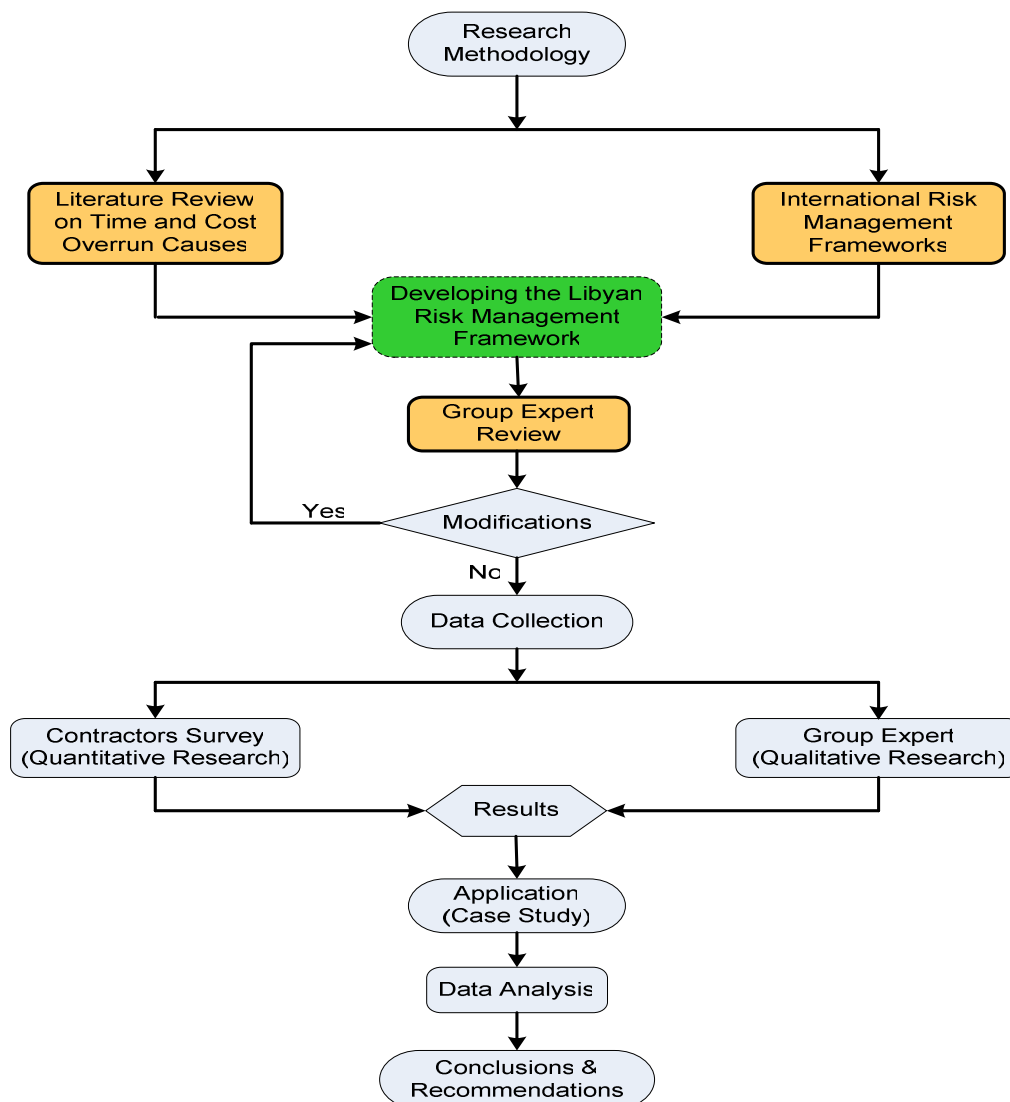 Research
Methodology
Literature Review
on Time and Cost
Overrun Causes
International Risk
Management
Frameworks
Developing the Libyan
Risk Management
Framework
Group Expert
Review
Yes
Modifications
No
Data Collection
Contractors Survey
(Quantitative Research)
Group Expert
(Qualitative Research)
Results
Application
(Case Study)
Data Analysis
Conclusions &
Recommendations